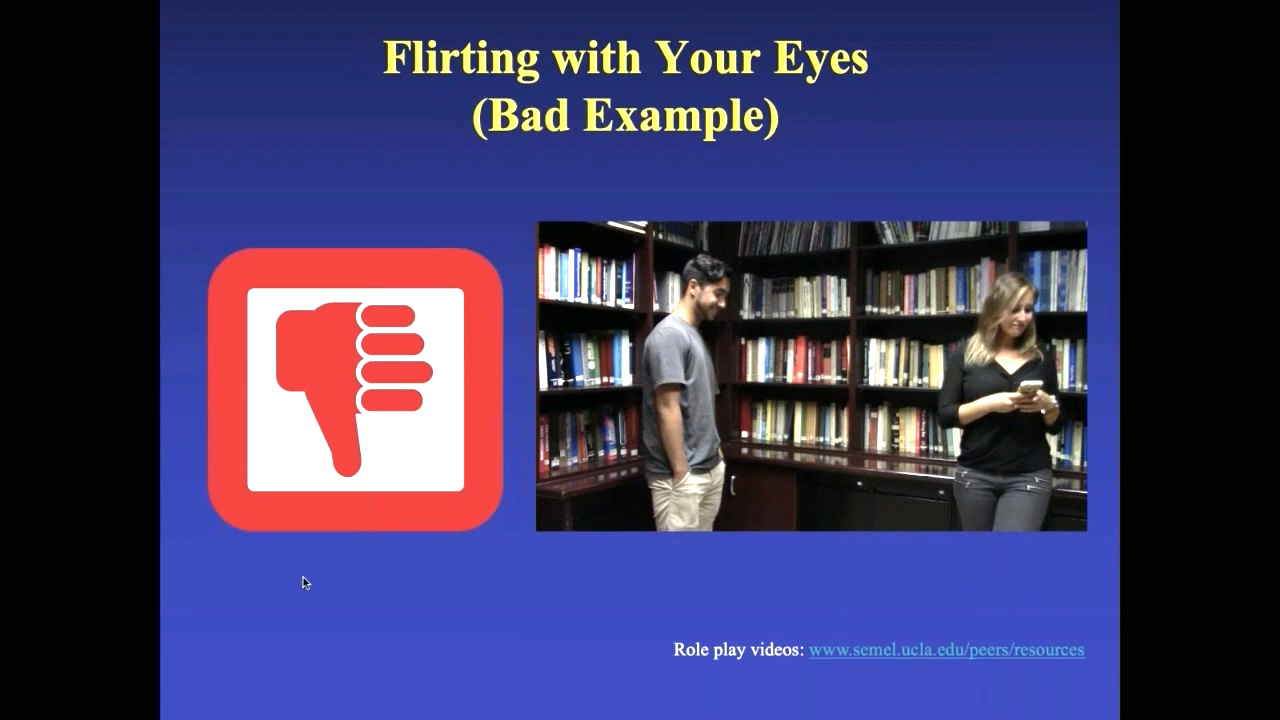 Flirting with Your Eyes
(Bad Example)
Role play videos: www.semel.ucla.edu/peers/resources